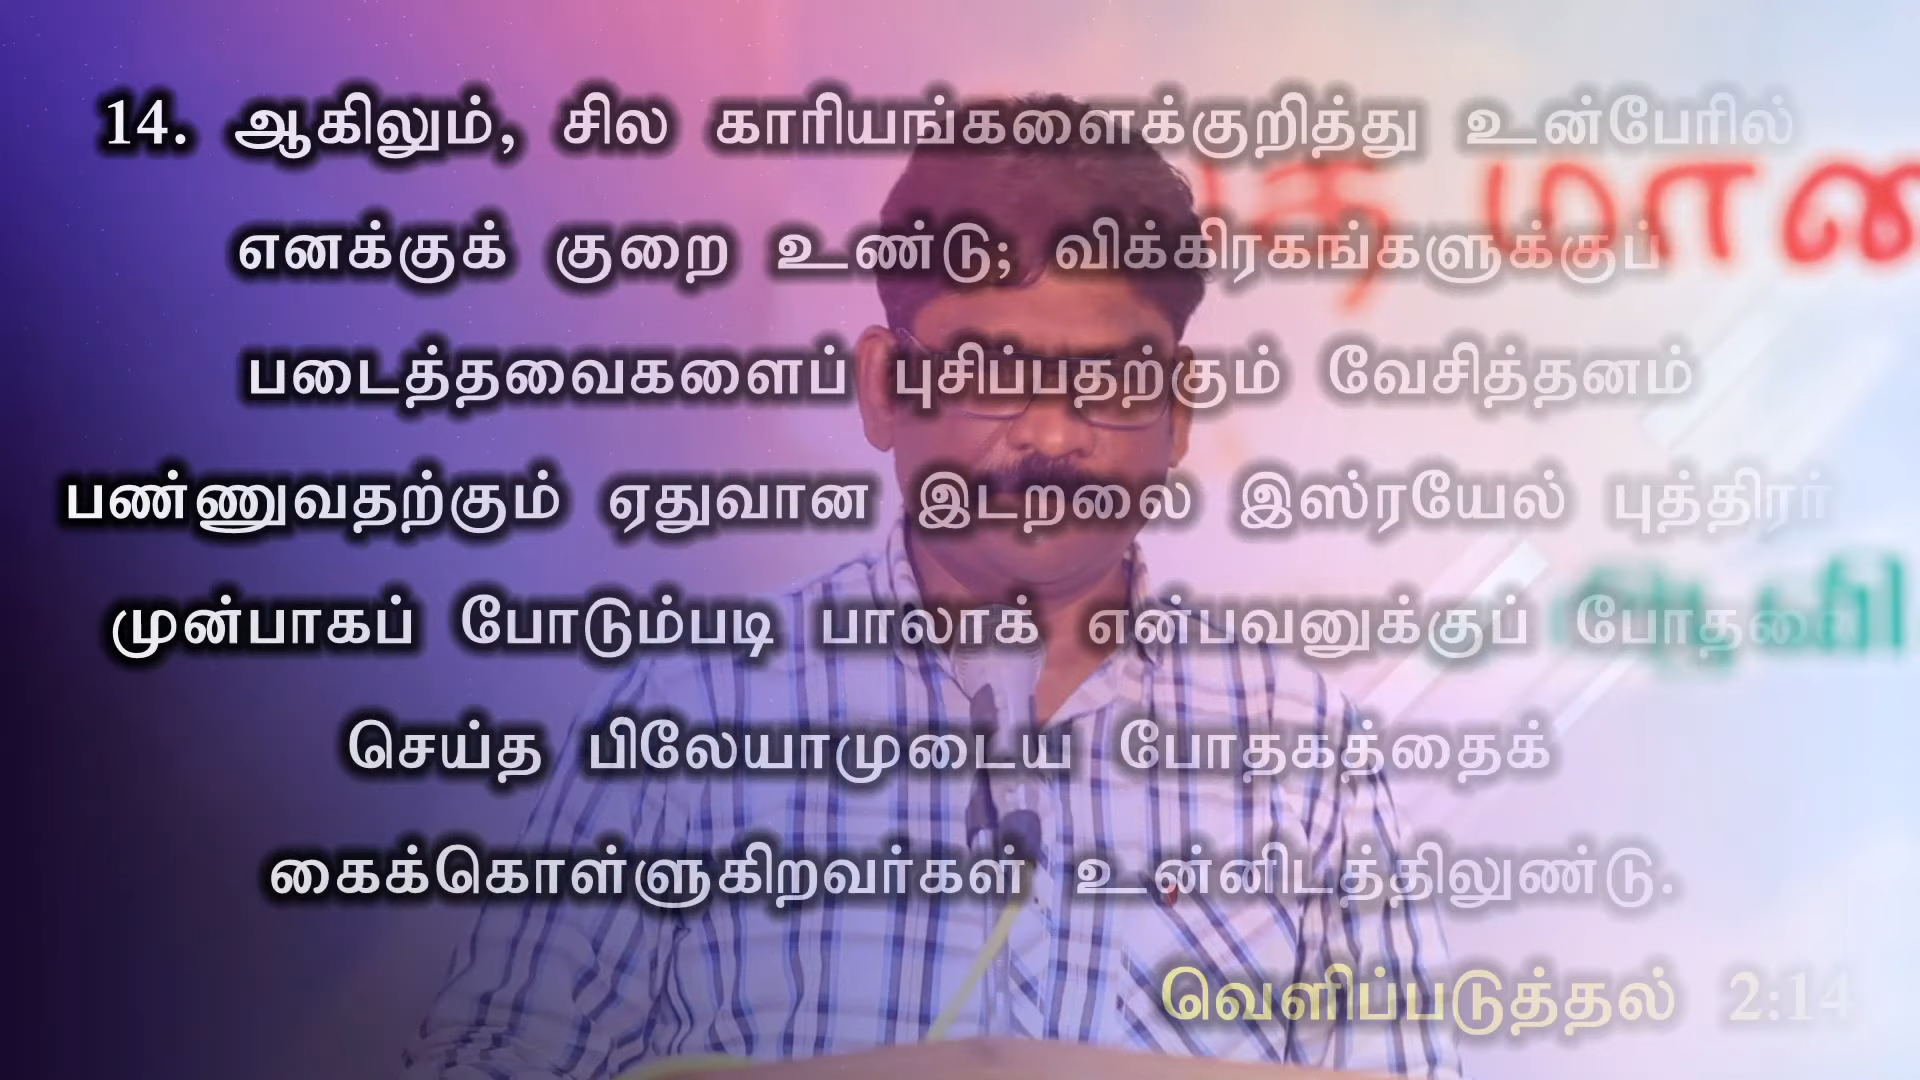 14. ஆகிலும், சில காரியங்களைக்குறித்து உன்பேரில்
எனக்குக் குறை உண்டு; விக்கிரகங்களுக்குப்
படைத்தவைகளைப் புசிப்பதற்கும் வேசித்தனம்
பண்ணுவதற்கும் ஏதுவான இடறலை இஸ்ரயேல் புத்திரர்
முன்பாகப் போடும்படி பாலாக் என்பவனுக்குப் போதனை
செய்த பிலேயாமுடைய போதகத்தைக்
கைக்கொள்ளுகிறவர்கள் உன்னிடத்திலுண்டு.
வெளிப்படுத்தல் 2:14